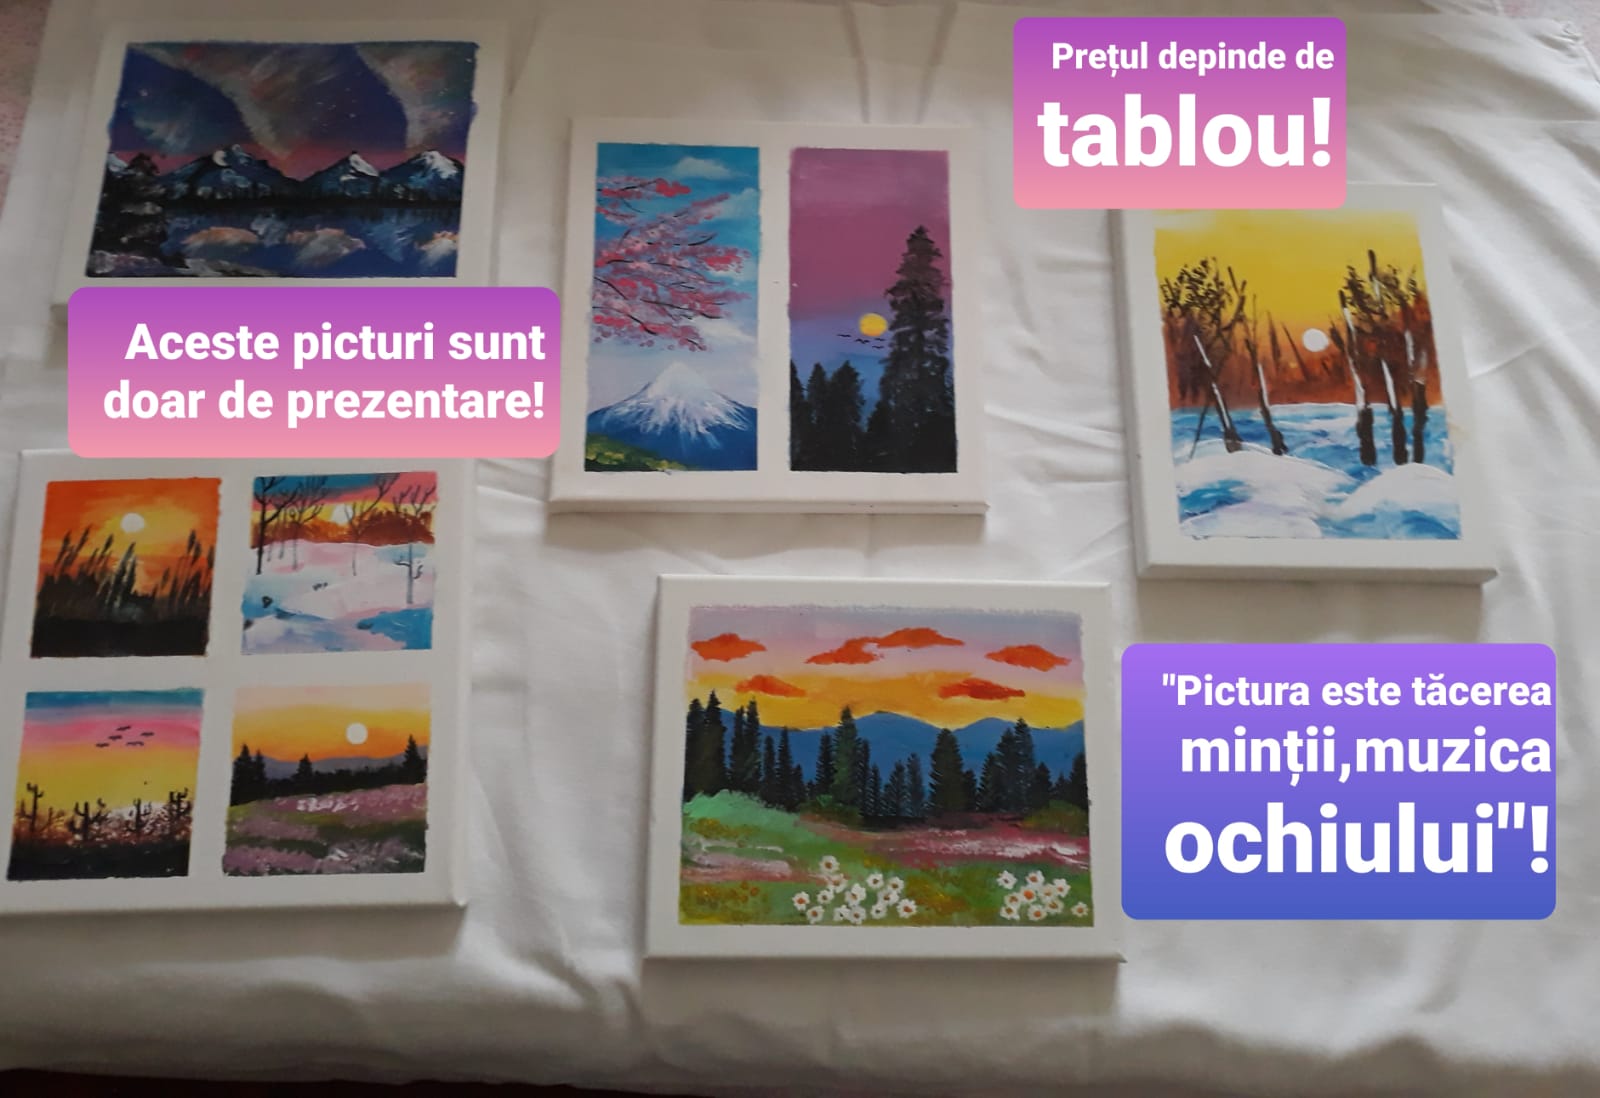 Prețul depinde de
tablou!
Aceste picturi sunt
doar de prezentare!
"Pictura este tăcerea
minții,muzica
ochiului"!